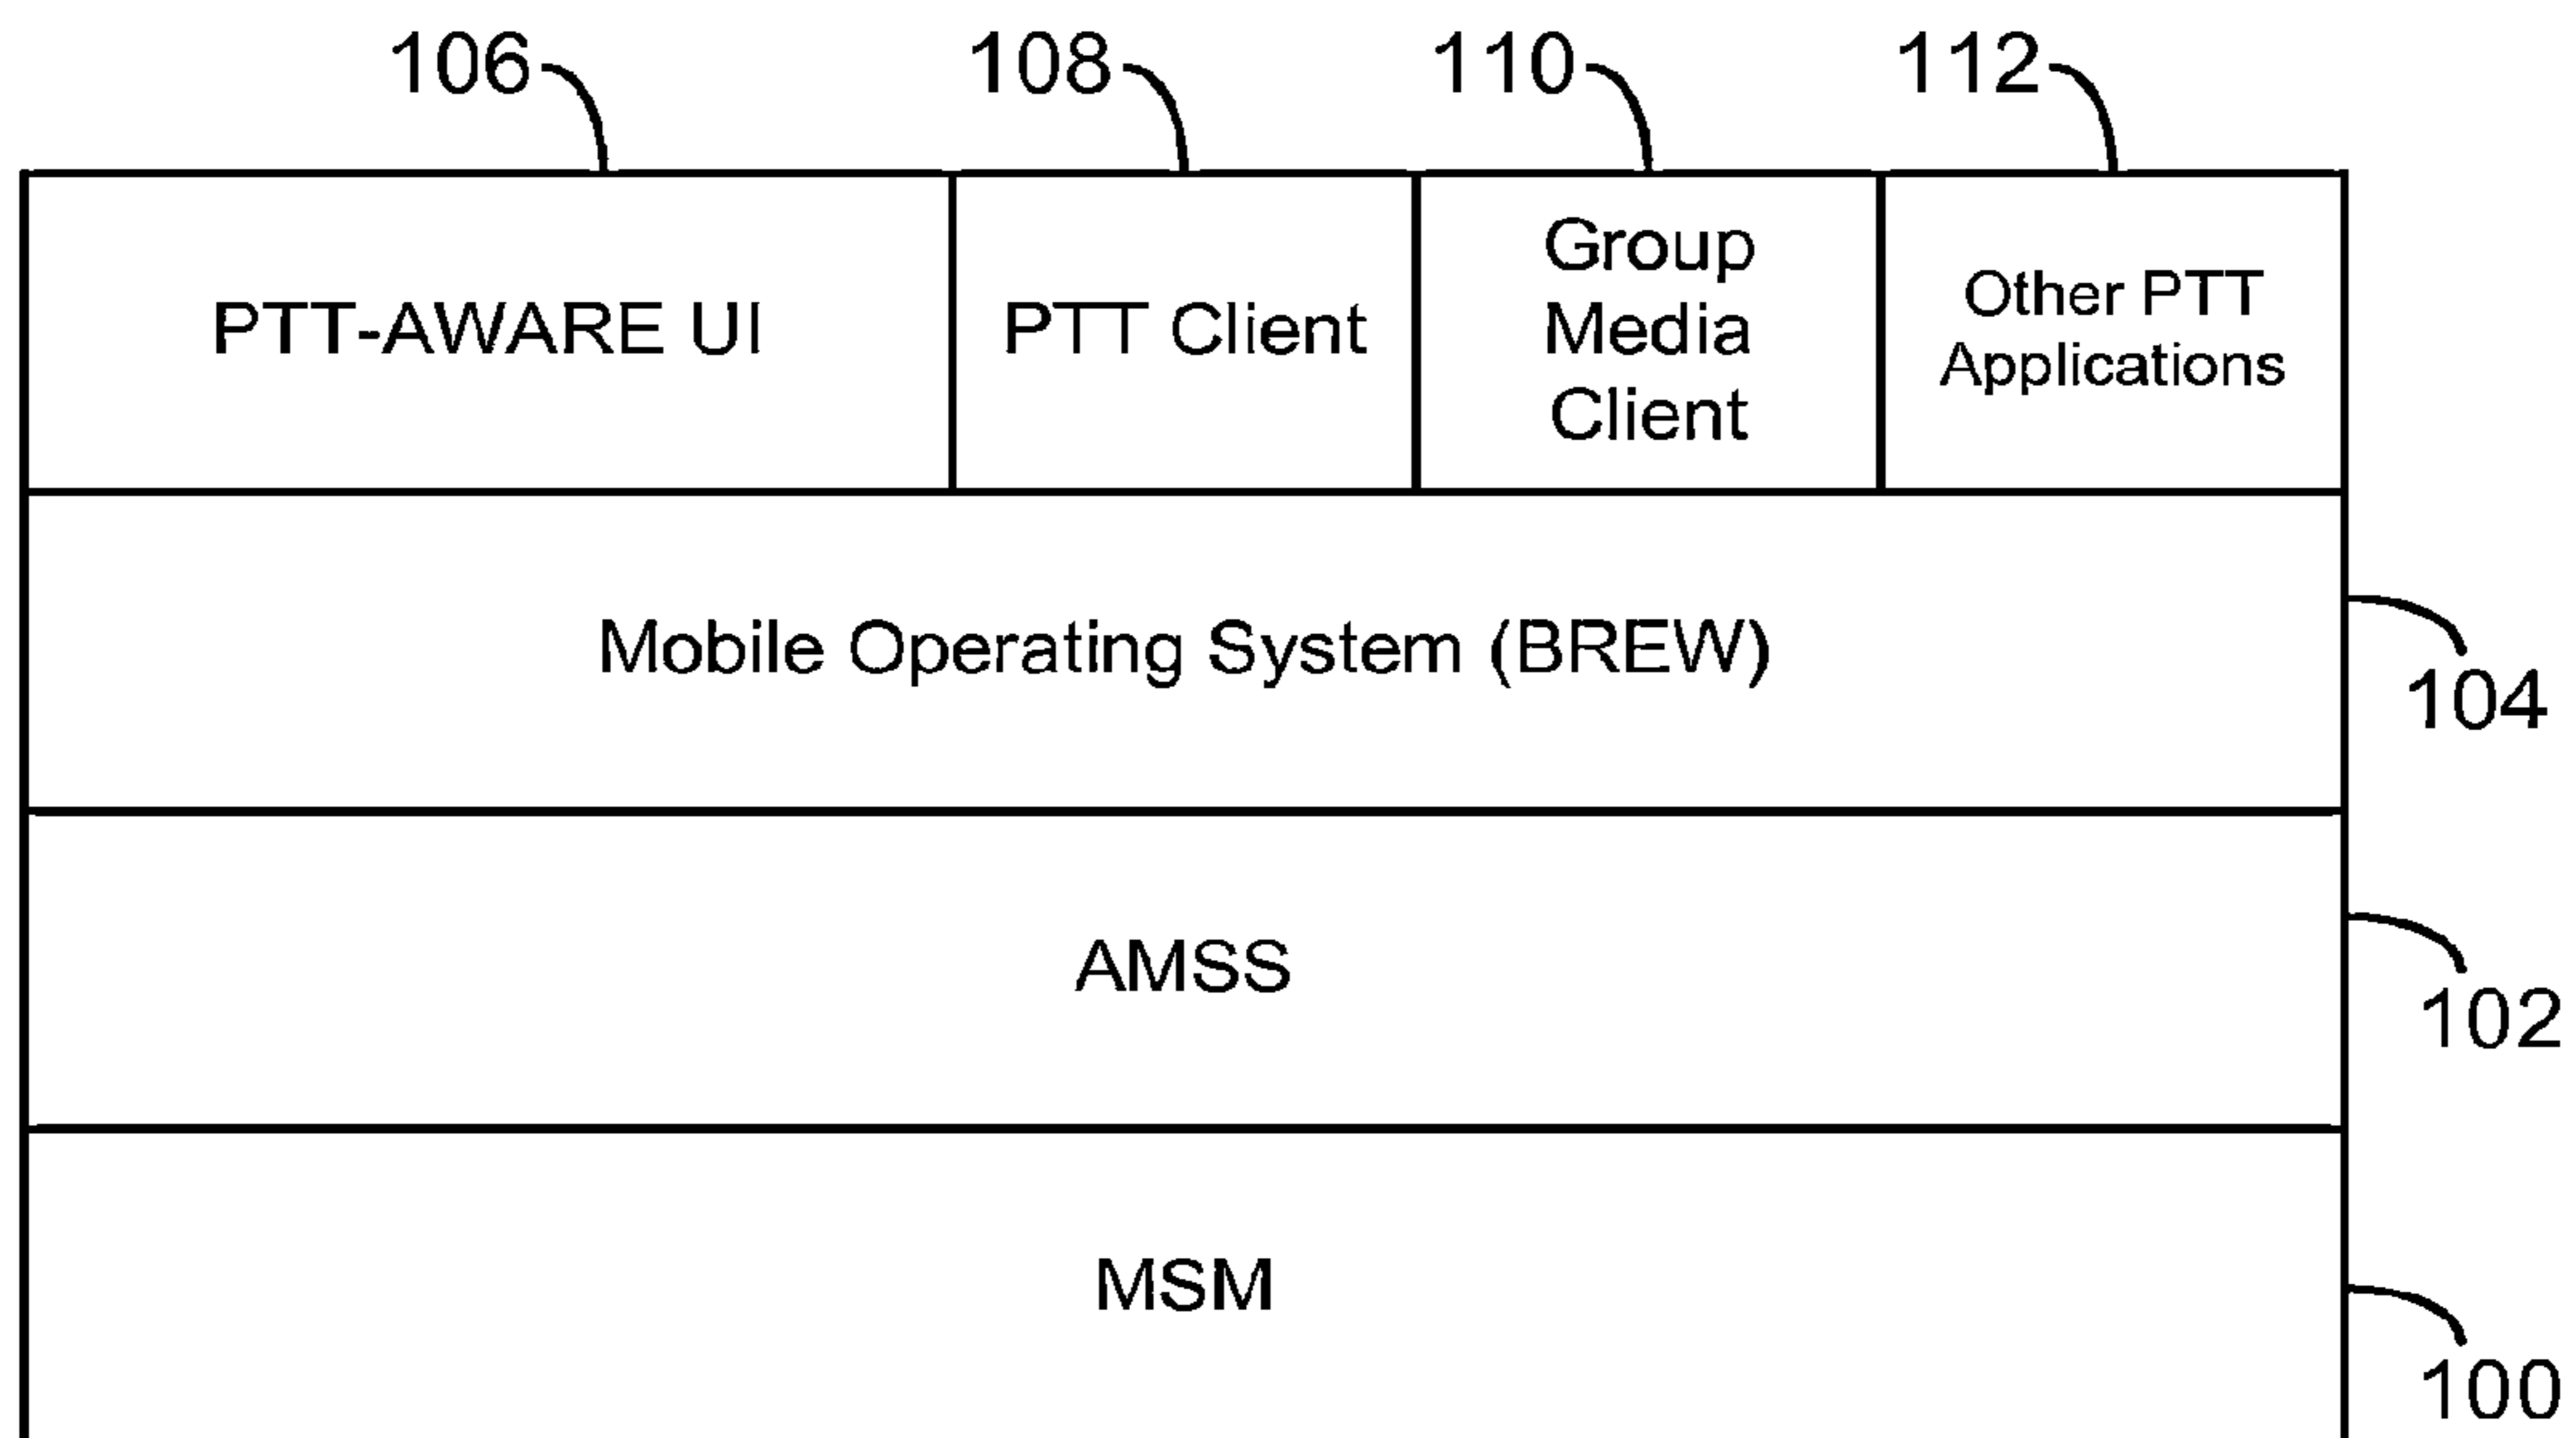 106
108
110
112
PTT-AWARE UI
PTT Client
Group
Media
Client
Other PTT
Applications
Mobile Operating System (BREW)
104
AMSS
102
MSM
100